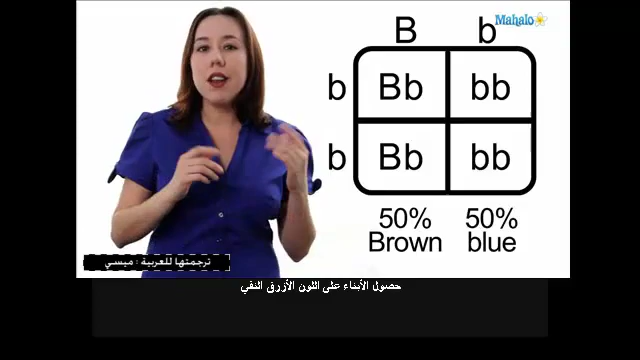 Mahalo
B b
b Bb bb
b Bb bb
50% 50%
Brown blue
ترجمتها للعربية : ميسي
حصول الأبناء على اللون الأزرق النقي